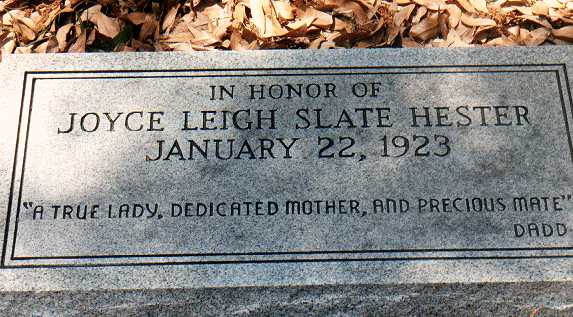 IN HONOR OF
JOYCE LEIGH SLATE HESTER
JANUARY 22, 1923
"A TRUE LADY, DEDICATED MOTHER, AND PRECIOUS MATE"
DADD